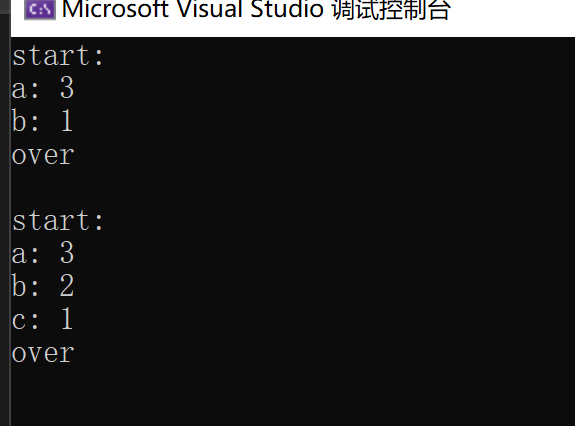 Microsoft Visual Studio 调试控制台
start:
a: 3
b: 1
over
start:
a: 3
b: 2
c: 1
over